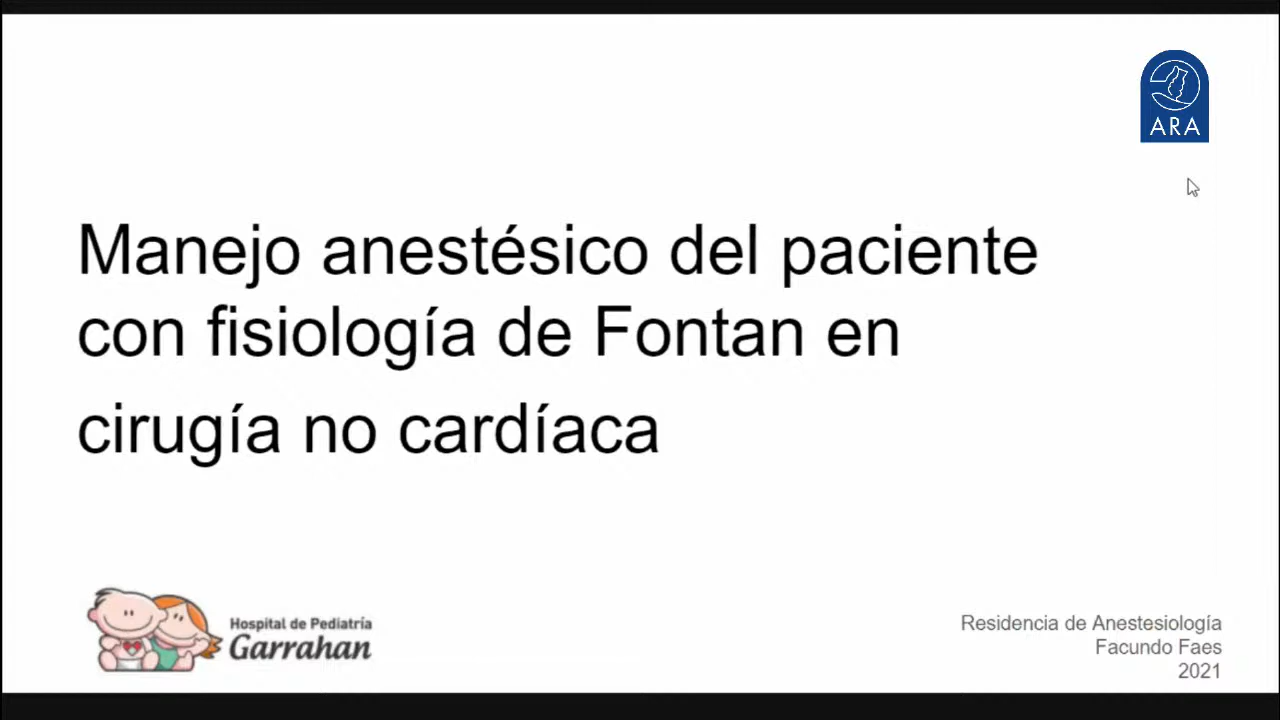 ARA
Manejo anestésico del paciente
con fisiología de Fontan en
cirugía no cardíaca
Hospital de Pediatría
Garrahan
Residencia de Anestesiología
Facundo Faes
2021